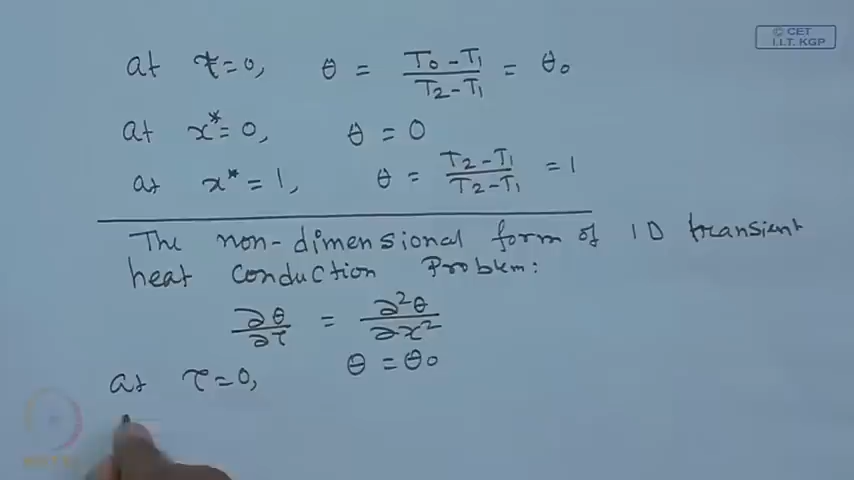 © CET
I.I.T. KGP
at τ=0, θ = T₀-T₁/T₂-T₁ = θ₀
at x*=0, θ = 0
at x*=1, θ = T₂-T₁/T₂-T₁ = 1
The non-dimensional form of 1D transient
heat conduction Problem:
∂θ/∂τ = ∂²θ/∂x²
at τ=0, θ=θ₀